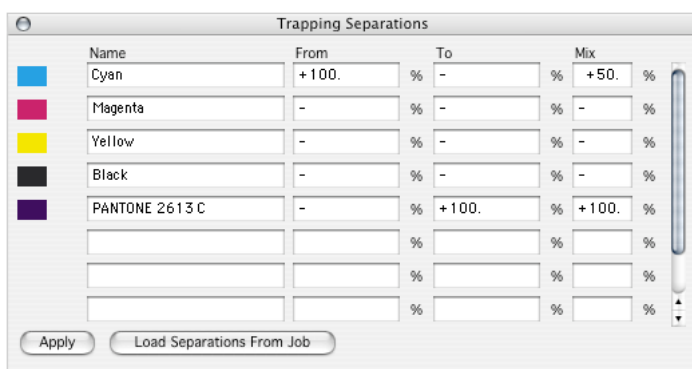 Trapping Separations
Name From To Mix
Cyan +100. % - % +50. %
Magenta - % - % - %
Yellow - % - % - %
Black - % - % - %
PANTONE 2613 C - % +100. % +100. %
% % %
% % %
% % %
Apply Load Separations From Job